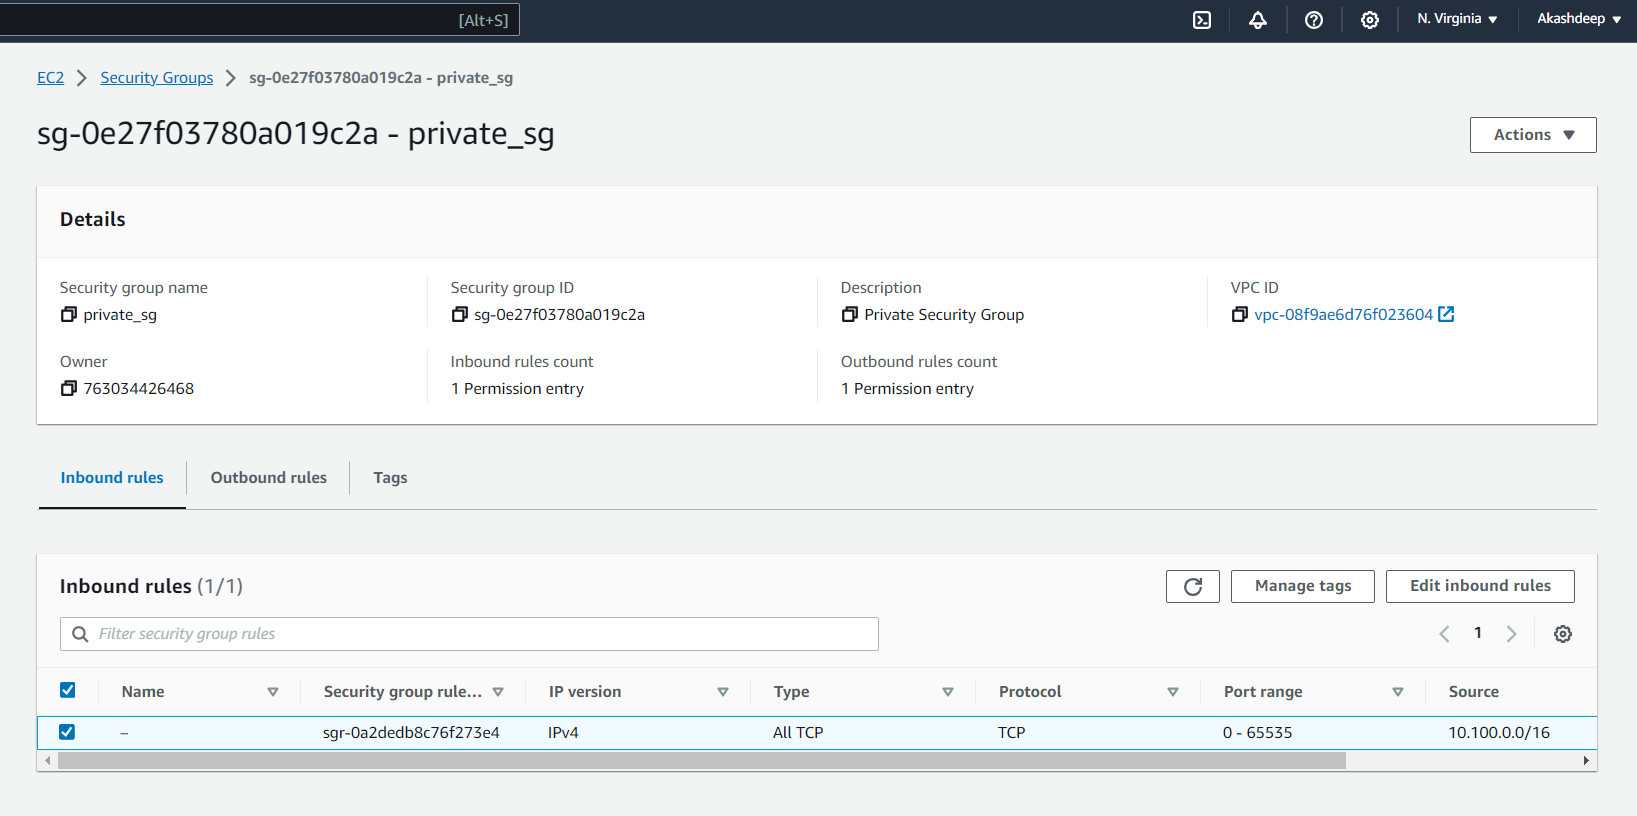 [Alt+S] N. Virginia Akashdeep
EC2 Security Groups sg-0e27f03780a019c2a - private_sg
sg-0e27f03780a019c2a - private_sg
Actions
Details
Security group name Security group ID Description VPC ID
private_sg sg-0e27f03780a019c2a Private Security Group vpc-08f9ae6d76f023604
Owner Inbound rules count Outbound rules count
763034426468 1 Permission entry 1 Permission entry
Inbound rules Outbound rules Tags
Inbound rules (1/1) Manage tags Edit inbound rules
Filter security group rules 1
Name Security group rule... IP version Type Protocol Port range Source
– sgr-0a2dedb8c76f273e4 IPv4 All TCP TCP 0 - 65535 10.100.0.0/16